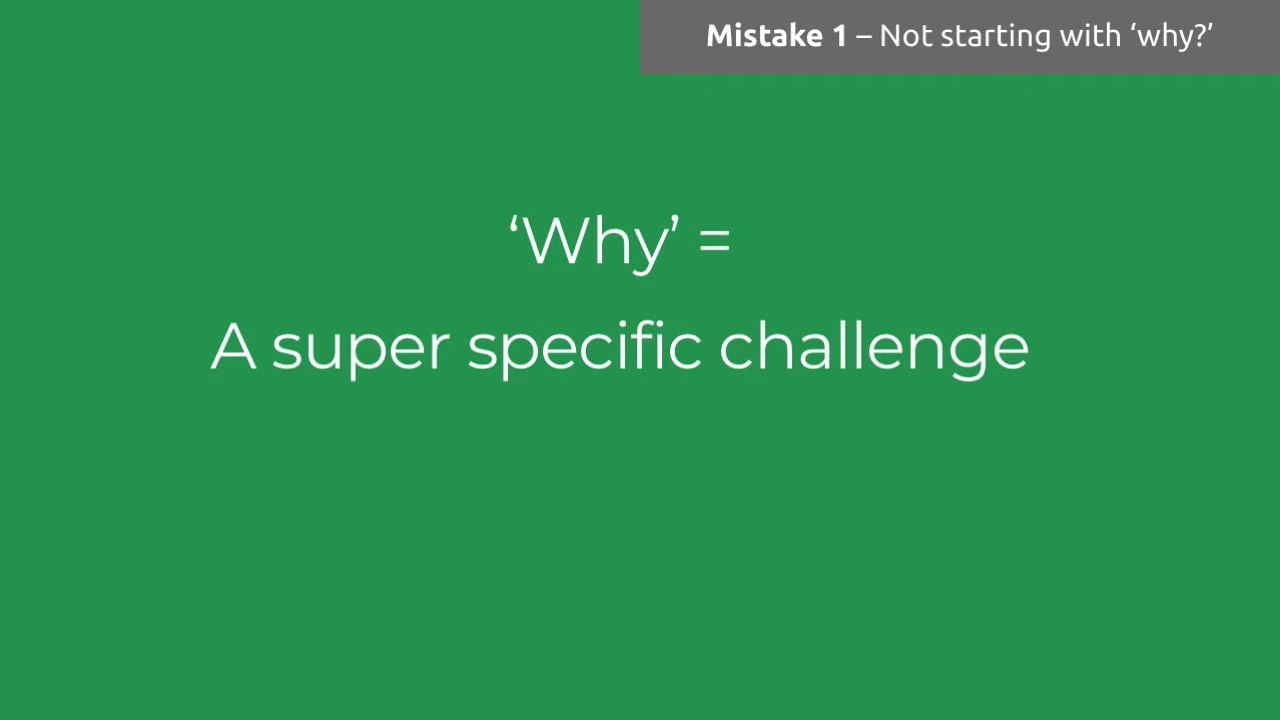 Mistake 1 – Not starting with ‘why?’
‘Why’ =
A super specific challenge